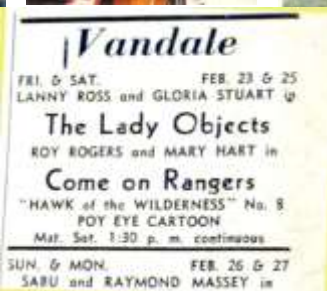 Vandale
FRI. & SAT. FEB. 23 & 25
LANNY ROSS and GLORIA STUART
The Lady Objects
ROY ROGERS and MARY HART in
Come on Rangers
"HAWK of the WILDERNESS" No. 8
POY EYE CARTOON
Mat. Sat. 1:30 p. m. continuous
SUN. & MON. FEB. 26 & 27
SABU and RAYMOND MASSEY in